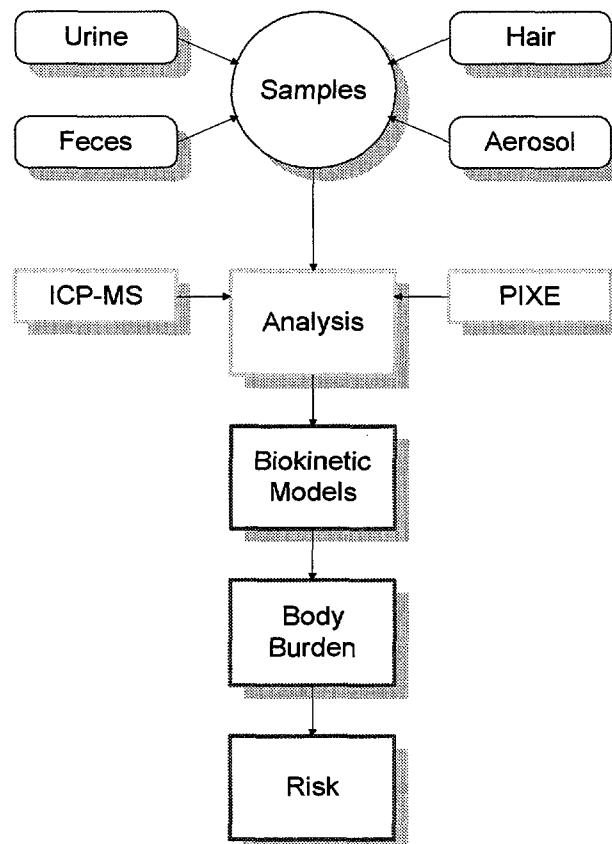 Urine
Hair
Samples
Feces
Aerosol
ICP-MS
PIXE
Analysis
Biokinetic
Models
Body
Burden
Risk